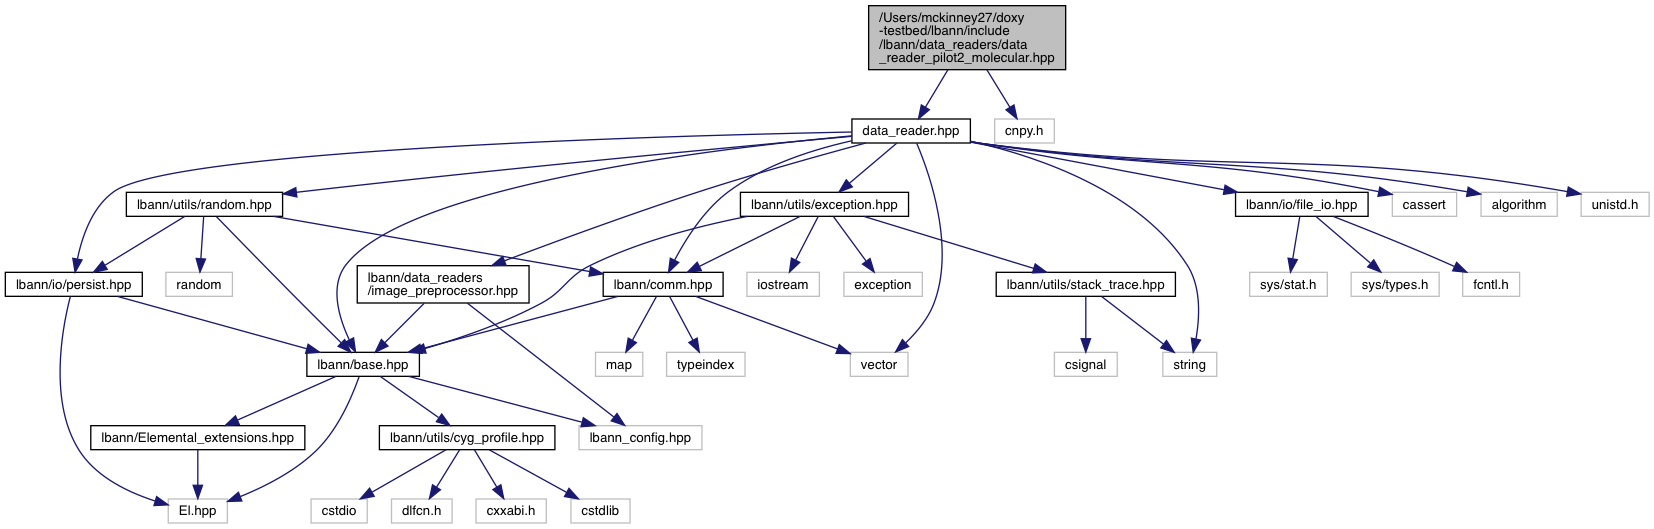 /Users/mckinney27/doxy
-testbed/lbann/include
/lbann/data_readers/data
_reader_pilot2_molecular.hpp
data_reader.hpp
cnpy.h
lbann/utils/random.hpp
lbann/utils/exception.hpp
lbann/io/file_io.hpp
cassert
algorithm
unistd.h
lbann/io/persist.hpp
random
lbann/data_readers
/image_preprocessor.hpp
lbann/comm.hpp
iostream
exception
lbann/utils/stack_trace.hpp
sys/stat.h
sys/types.h
fcntl.h
lbann/base.hpp
map
typeindex
vector
csignal
string
lbann/Elemental_extensions.hpp
lbann/utils/cyg_profile.hpp
lbann_config.hpp
El.hpp
cstdio
dlfcn.h
cxxabi.h
cstdlib